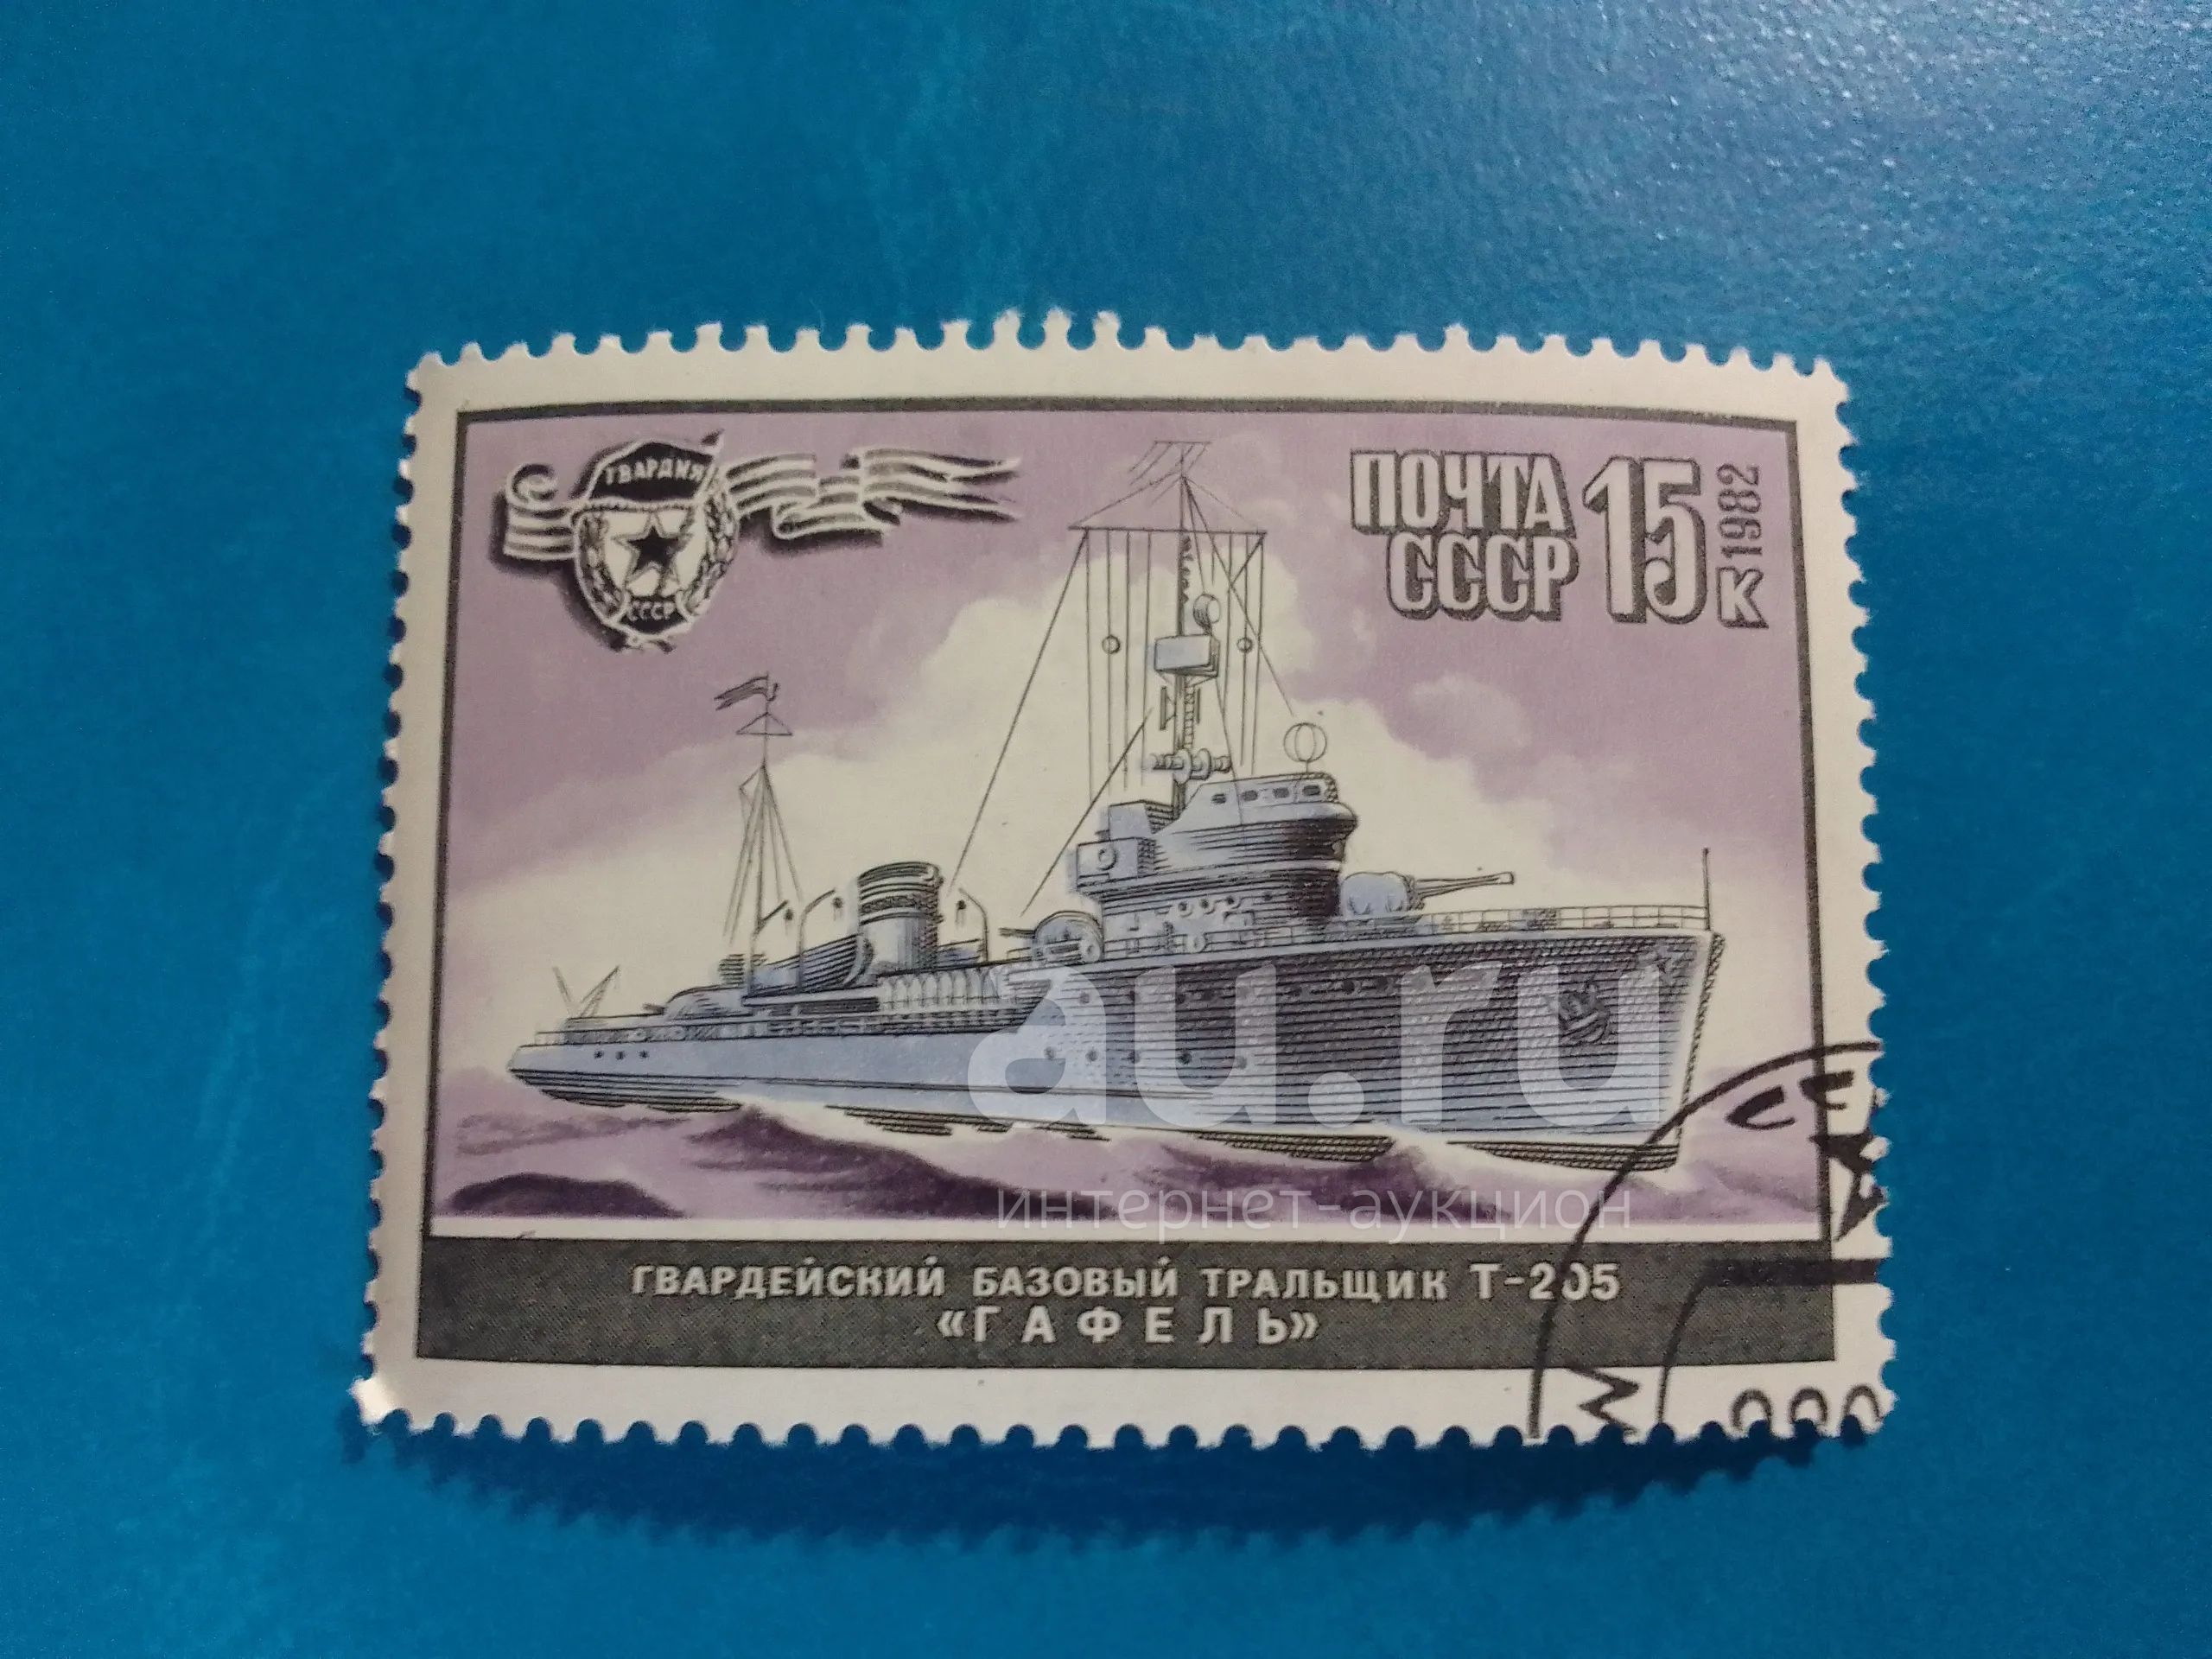 ГВАРДИЯ
СССР
ПОЧТА
СССР
15
К
1982
au.ru
интернет-аукцион
ГВАРДЕЙСКИЙ БАЗОВЫЙ ТРАЛЬЩИК Т-205
«ГАФЕЛЬ»